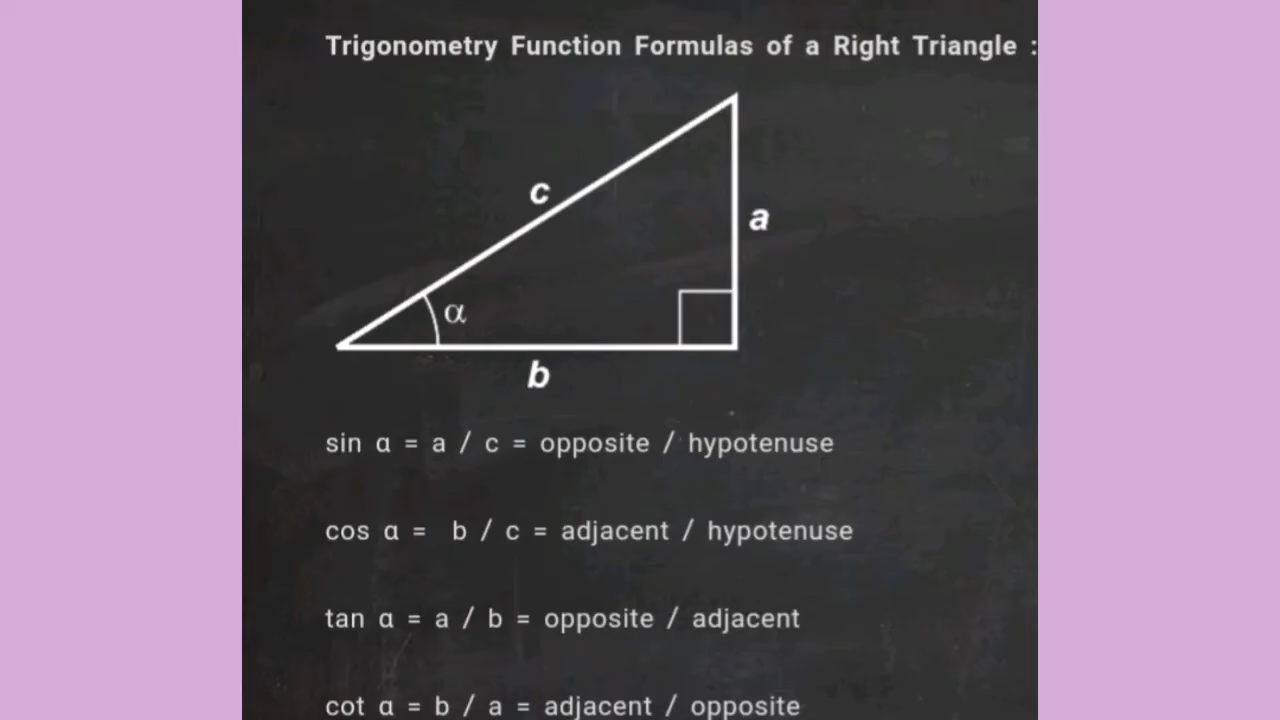 Trigonometry Function Formulas of a Right Triangle :
c
a
α
b
sin α = a / c = opposite / hypotenuse
cos α = b / c = adjacent / hypotenuse
tan α = a / b = opposite / adjacent
cot α = b / a = adjacent / opposite